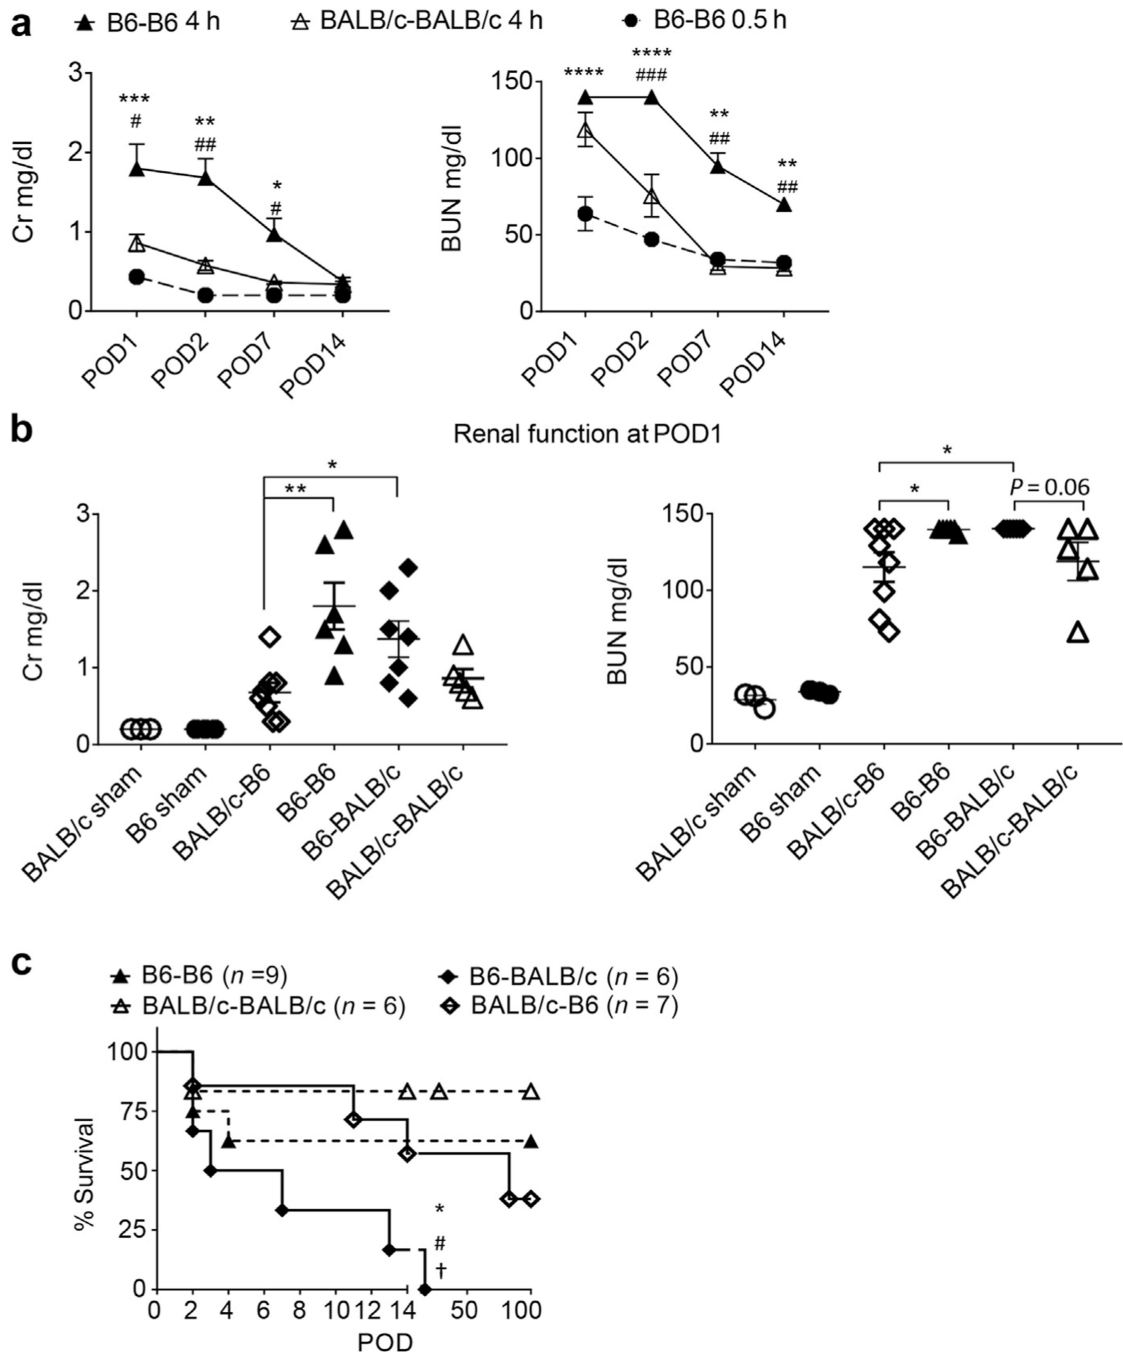 a
B6-B6 4 h
BALB/c-BALB/c 4 h
B6-B6 0.5 h
Cr mg/dl
3
2
1
0
***
#
**
##
*
#
POD1
POD2
POD7
POD14
BUN mg/dl
150
100
50
0
****
****
###
**
##
**
##
POD1
POD2
POD7
POD14
b
Renal function at POD1
Cr mg/dl
3
2
1
0
*
**
BALB/c sham
B6 sham
BALB/c-B6
B6-B6
B6-BALB/c
BALB/c-BALB/c
BUN mg/dl
150
100
50
0
*
*
P = 0.06
BALB/c sham
B6 sham
BALB/c-B6
B6-B6
B6-BALB/c
BALB/c-BALB/c
c
B6-B6 (n =9)
B6-BALB/c (n = 6)
BALB/c-BALB/c (n = 6)
BALB/c-B6 (n = 7)
% Survival
100
75
50
25
0
*
#
†
0 2 4 6 8 10 12 14 50 100
POD